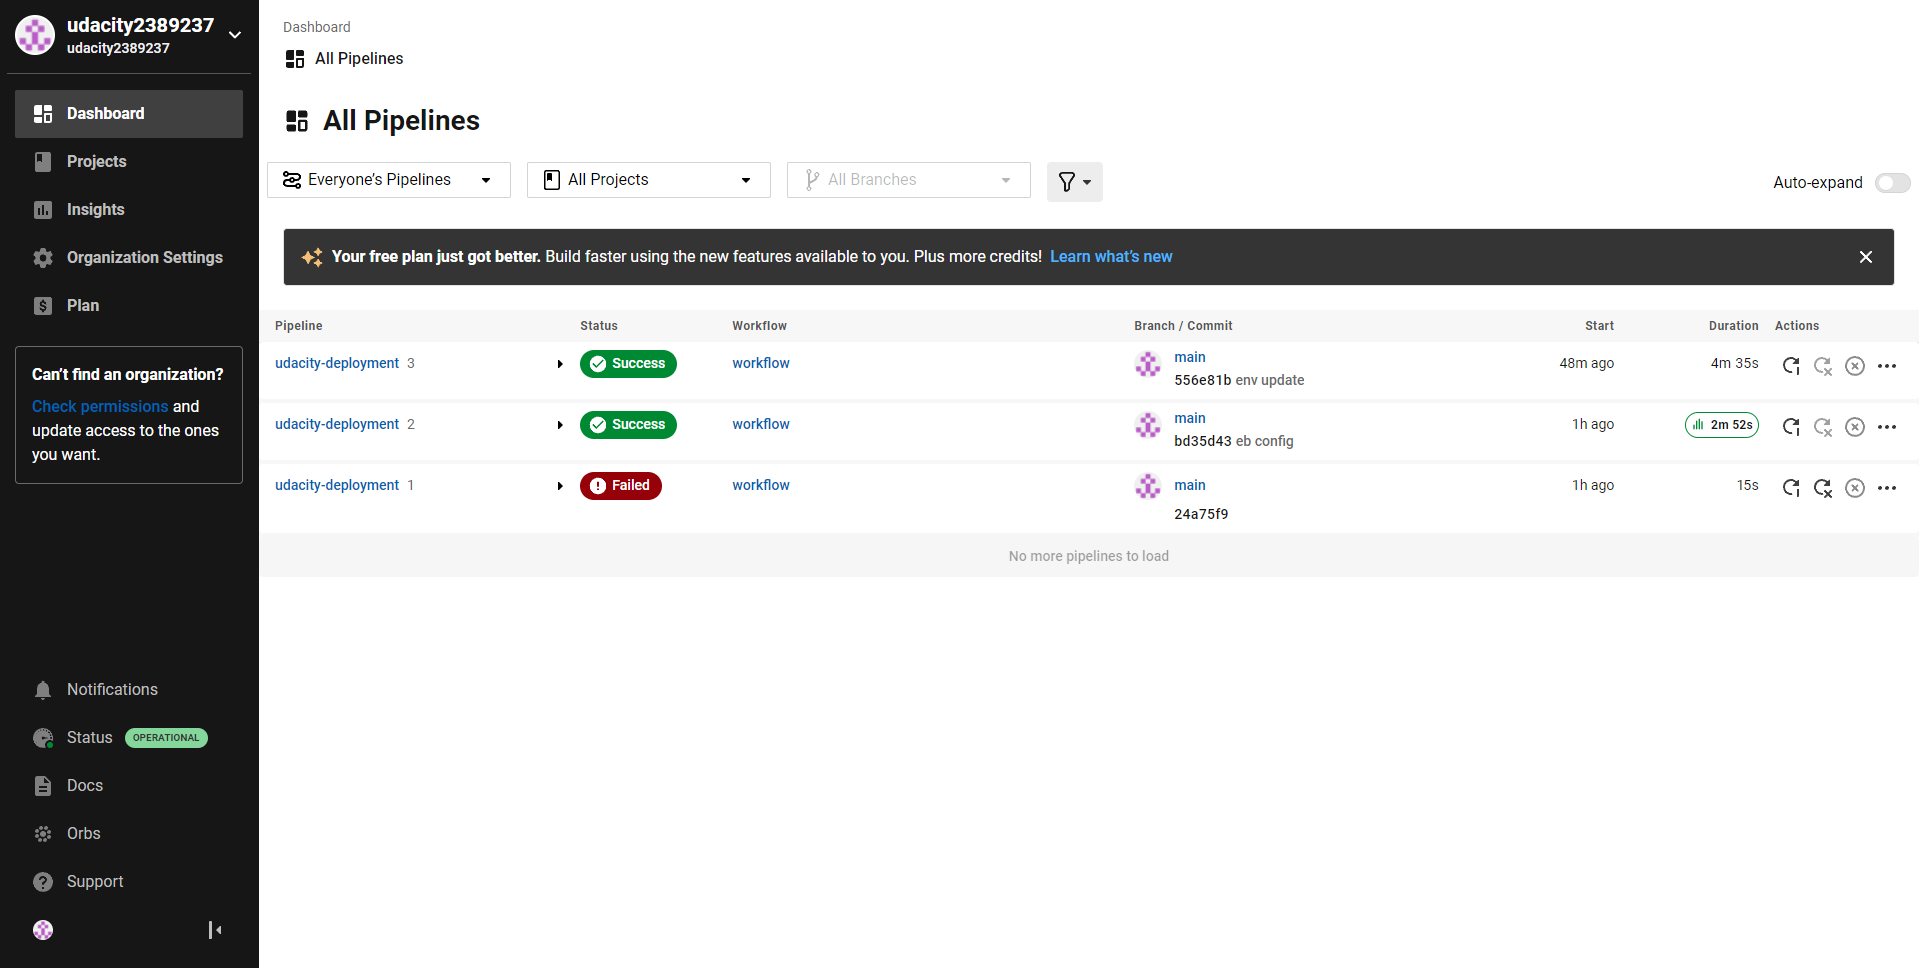 udacity2389237
udacity2389237
Dashboard
Projects
Insights
Organization Settings
Plan
Can't find an organization?
Check permissions and
update access to the ones
you want.
Notifications
Status OPERATIONAL
Docs
Orbs
Support
Dashboard
All Pipelines
All Pipelines
Everyone's Pipelines All Projects All Branches Auto-expand
Your free plan just got better. Build faster using the new features available to you. Plus more credits! Learn what's new
Pipeline Status Workflow Branch / Commit Start Duration Actions
udacity-deployment 3 Success workflow main 48m ago 4m 35s
556e81b env update
udacity-deployment 2 Success workflow main 1h ago 2m 52s
bd35d43 eb config
udacity-deployment 1 Failed workflow main 1h ago 15s
24a75f9
No more pipelines to load